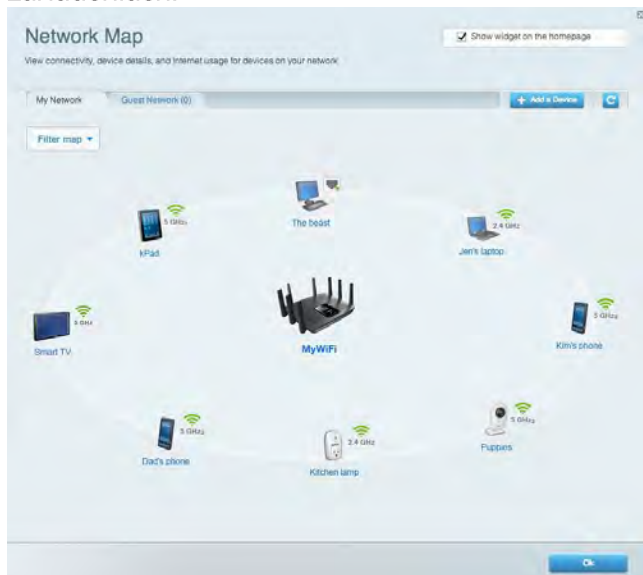 Network Map
Show widget on the homepage
View connectivity, device details, and Internet usage for devices on your network
My Network
Guest Network (0)
+ Add a Device
Filter map
The beast
5 GHz
kPad
2.4 GHz
Jen's laptop
5 GHz
Smart TV
MyWiFi
5 GHz
Kim's phone
5 GHz
Dad's phone
2.4 GHz
Kitchen lamp
5 GHz
Puppies
Ok